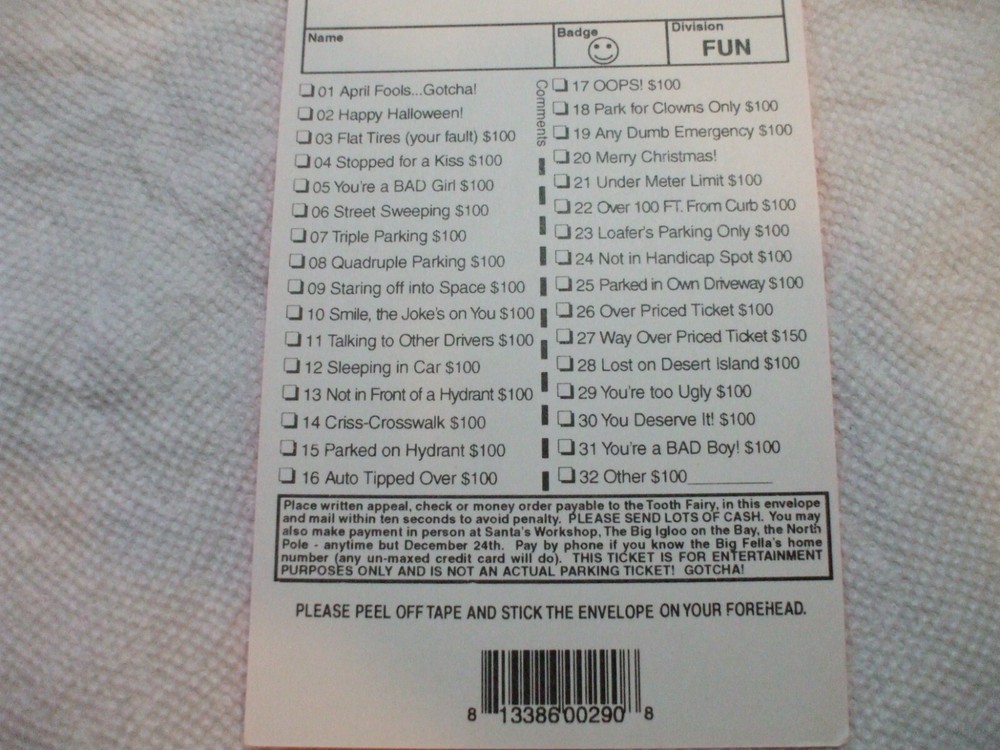 Name
Badge
Division
FUN
01 April Fools...Gotcha!
02 Happy Halloween!
03 Flat Tires (your fault) $100
04 Stopped for a Kiss $100
05 You're a BAD Girl $100
06 Street Sweeping $100
07 Triple Parking $100
08 Quadruple Parking $100
09 Staring off into Space $100
10 Smile, the Joke's on You $100
11 Talking to Other Drivers $100
12 Sleeping in Car $100
13 Not in Front of a Hydrant $100
14 Criss-Crosswalk $100
15 Parked on Hydrant $100
16 Auto Tipped Over $100
Comments
17 OOPS! $100
18 Park for Clowns Only $100
19 Any Dumb Emergency $100
20 Merry Christmas!
21 Under Meter Limit $100
22 Over 100 FT. From Curb $100
23 Loafer's Parking Only $100
24 Not in Handicap Spot $100
25 Parked in Own Driveway $100
26 Over Priced Ticket $100
27 Way Over Priced Ticket $150
28 Lost on Desert Island $100
29 You're too Ugly $100
30 You Deserve It! $100
31 You're a BAD Boy! $100
32 Other $100__________
Place written appeal, check or money order payable to the Tooth Fairy, in this envelope
and mail within ten seconds to avoid penalty. PLEASE SEND LOTS OF CASH. You may
also make payment in person at Santa's Workshop, The Big Igloo on the Bay, the North
Pole - anytime but December 24th. Pay by phone if you know the Big Fella's home
number (any un-maxed credit card will do). THIS TICKET IS FOR ENTERTAINMENT
PURPOSES ONLY AND IS NOT AN ACTUAL PARKING TICKET! GOTCHA!
PLEASE PEEL OFF TAPE AND STICK THE ENVELOPE ON YOUR FOREHEAD.
8 13386 00290 8